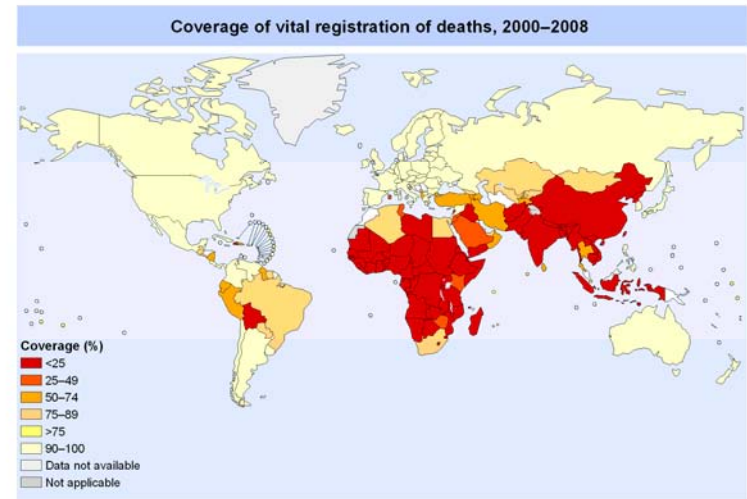 Coverage of vital registration of deaths, 2000–2008
Coverage (%)
<25
25–49
50–74
75–89
>75
90–100
Data not available
Not applicable